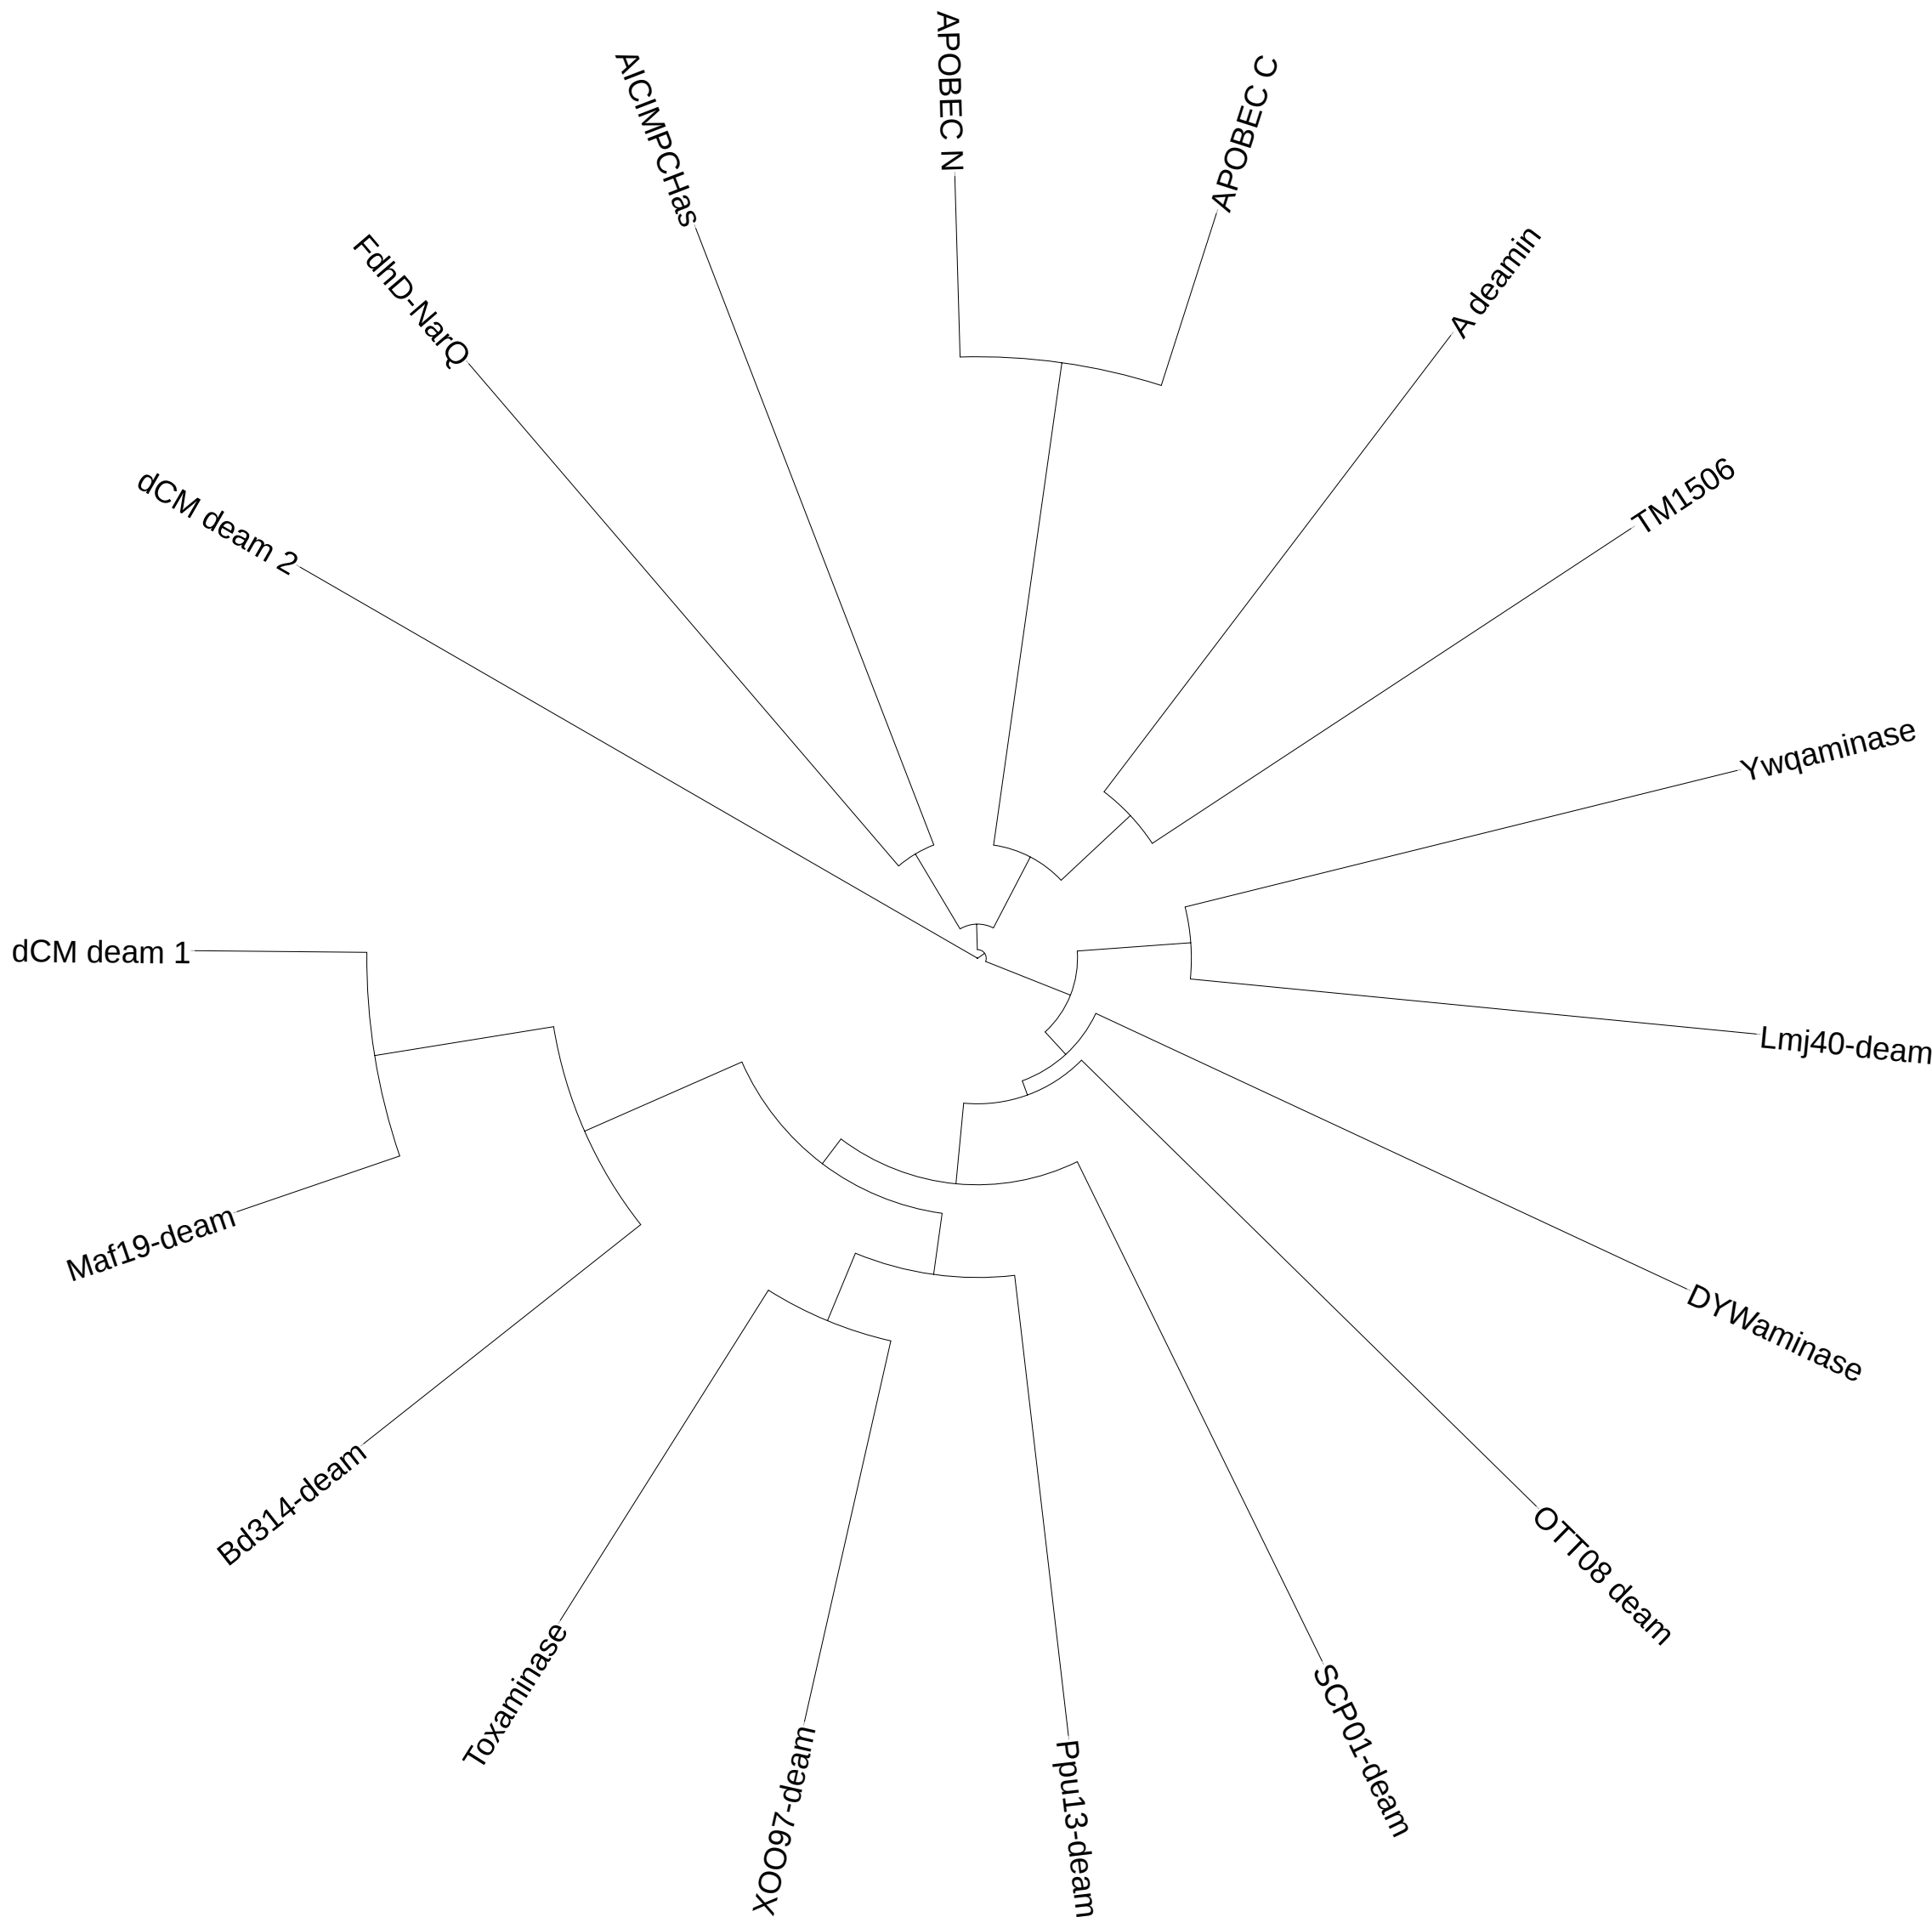 APOBEC N
APOBEC C
AICIMPCHas
A deamin
FdhD-NarQ
TM1506
dCM deam 2
Ywqaminase
dCM deam 1
Lmj40-deam
Maf19-deam
DYWaminase
Bd314-deam
OTT08 deam
Toxaminase
SCP01-deam
XOO97-deam
Ppu13-deam